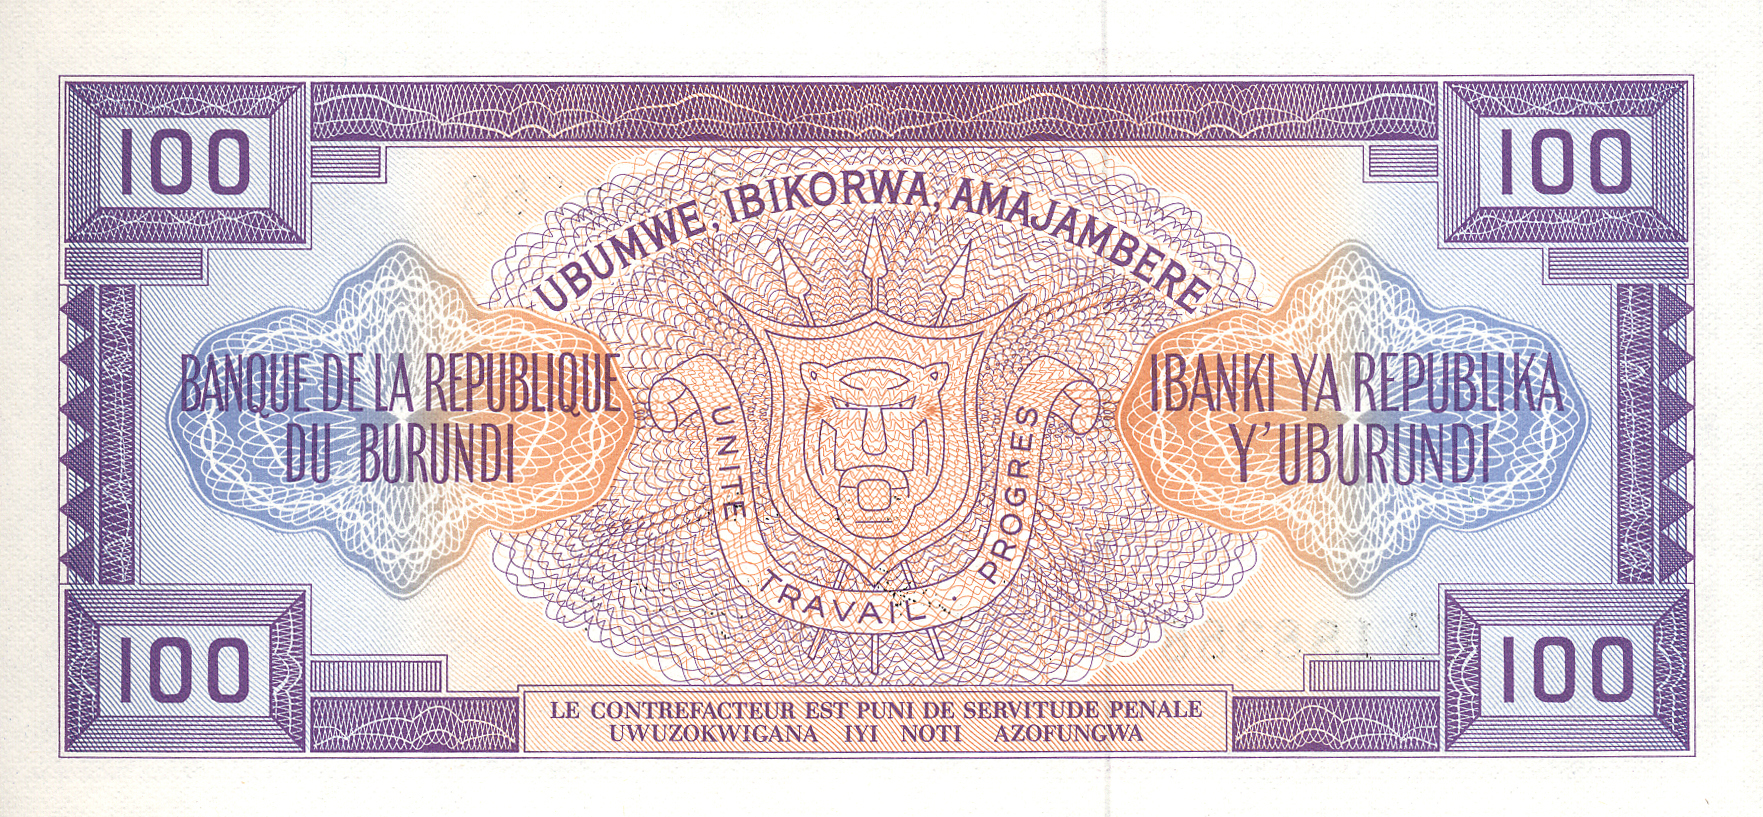 100
100
UBUMWE, IBIKORWA, AMAJAMBERE
BANQUE DE LA REPUBLIQUE
DU BURUNDI
UNITE TRAVAIL . PROGRES
IBANKI YA REPUBLIKA
Y'UBURUNDI
100
100
LE CONTREFACTEUR EST PUNI DE SERVITUDE PENALE
UWUZOKWIGANA IYI NOTI AZOFUNGWA